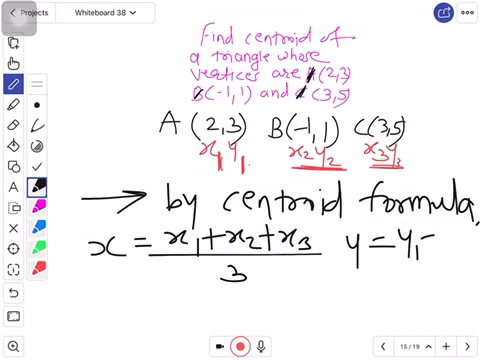 Projects Whiteboard 38
Find centroid of
a triangle whose
vertices are (2,3)
(-1,1) and (3,5)
A (2,3) B(-1,1) C(3,5)
x1 y1 x2 y2 x3 y3
→ by centroid formula,
x = x1+x2+x3 / 3 y = y1-
A
15/19